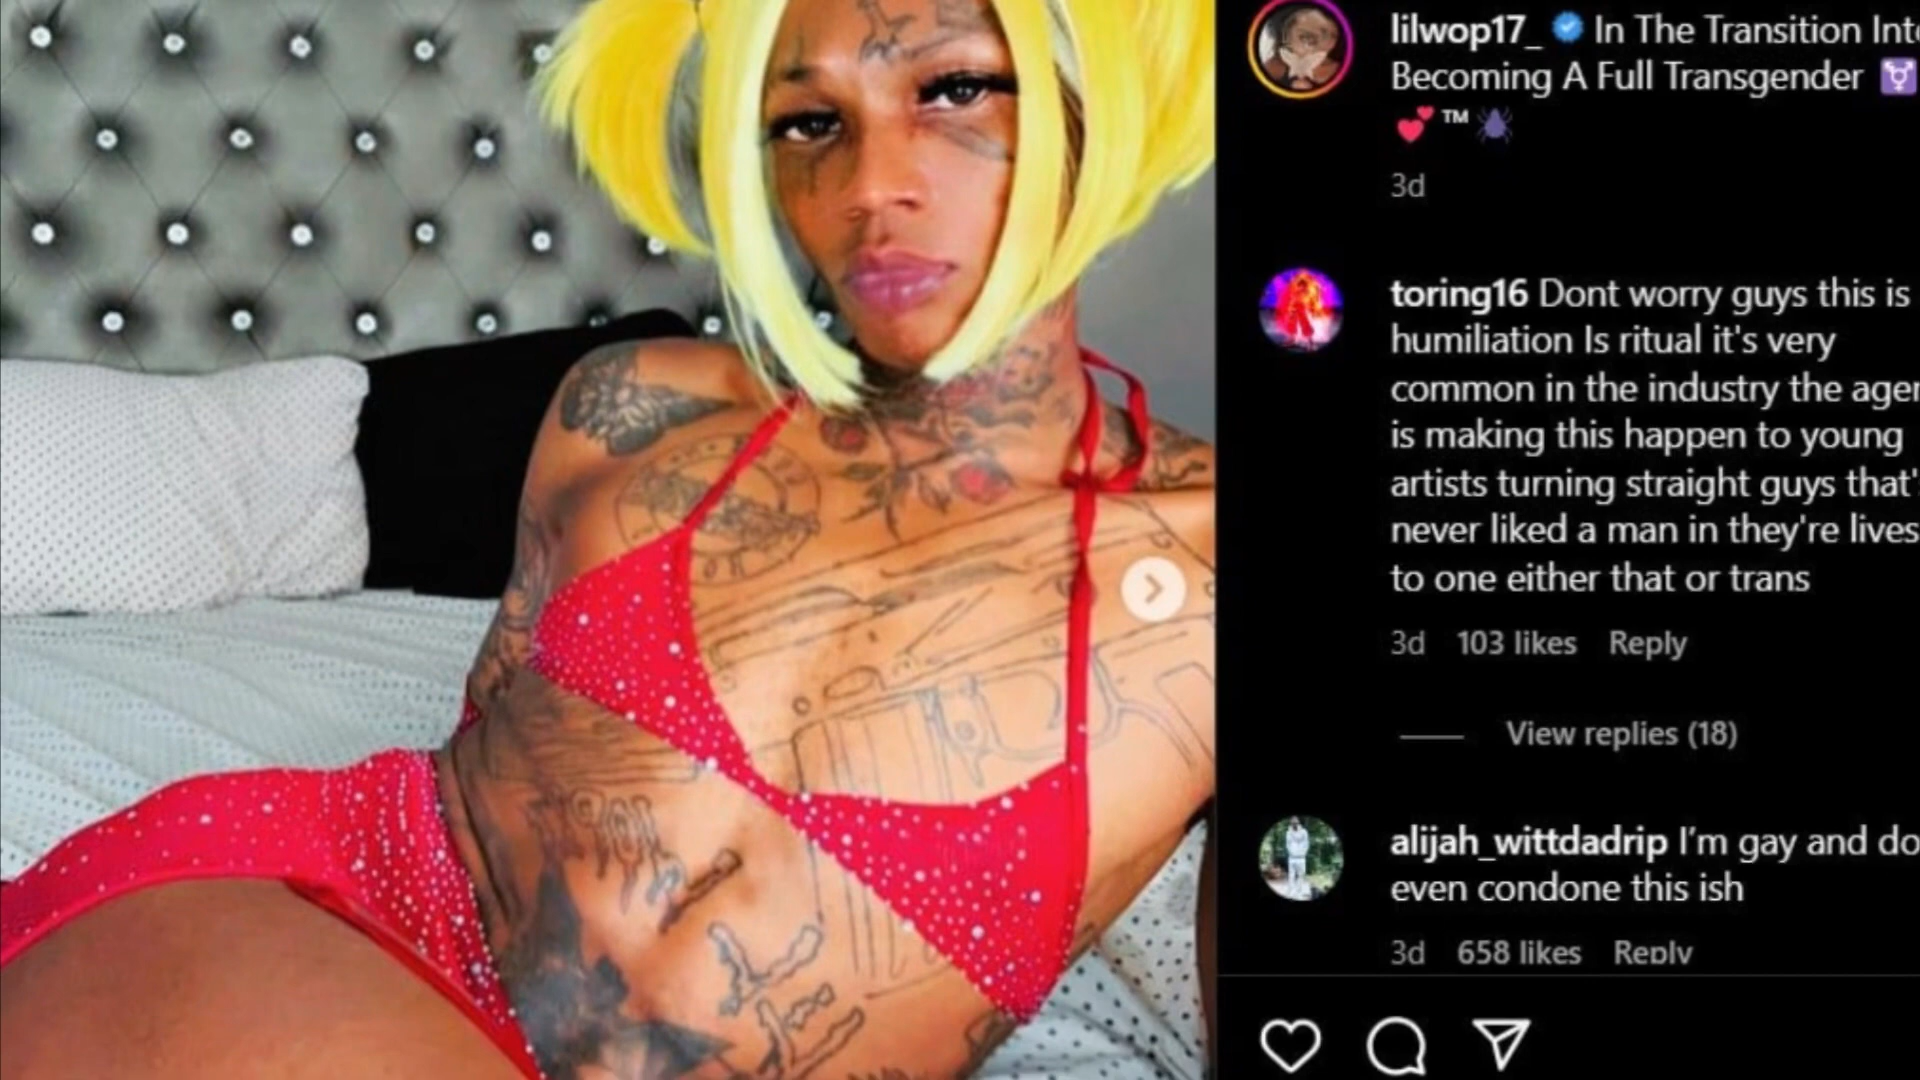 lilwop17_ In The Transition Into
Becoming A Full Transgender ⚧
💕 ™ 🕷
3d
toring16 Dont worry guys this is
humiliation Is ritual it's very
common in the industry the agen
is making this happen to young
artists turning straight guys that'
never liked a man in they're lives
to one either that or trans
3d 103 likes Reply
View replies (18)
alijah_wittdadrip I'm gay and do
even condone this ish
3d 658 likes Reply